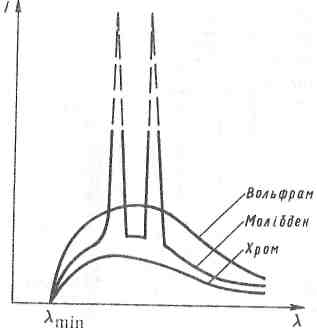 I
Вольфрам
Молібден
Хром
λmin
λ